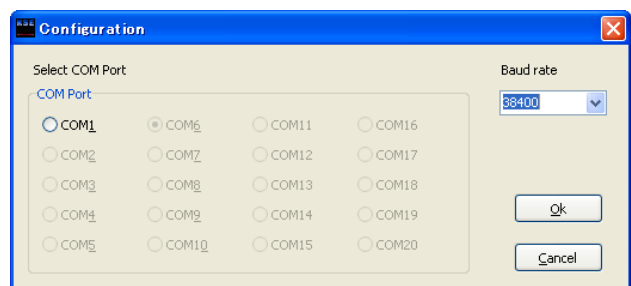 Configuration
Select COM Port
Baud rate
COM Port
38400
COM1 COM6 COM11 COM16
COM2 COM7 COM12 COM17
COM3 COM8 COM13 COM18
COM4 COM9 COM14 COM19
COM5 COM10 COM15 COM20
Ok
Cancel